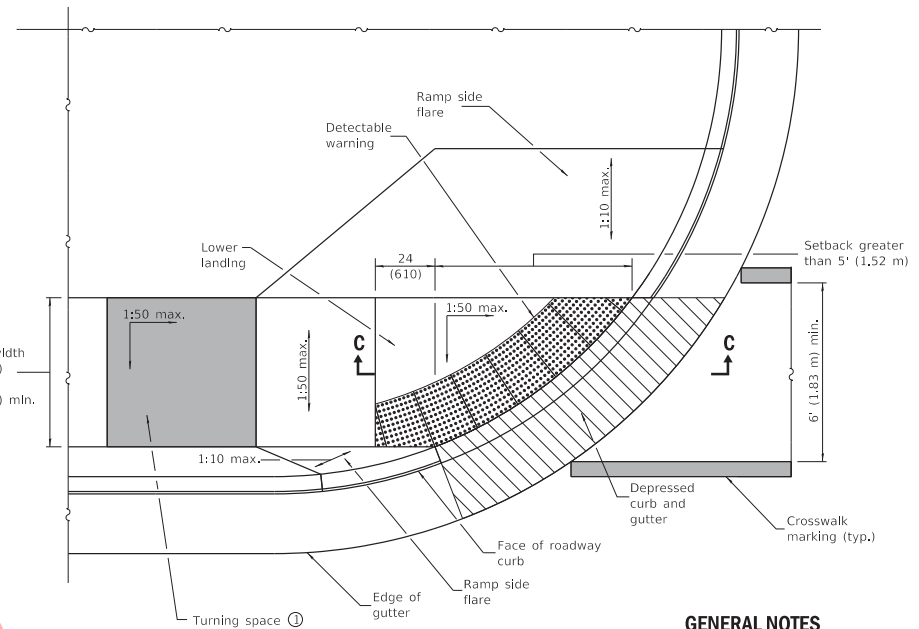 Ramp side
flare
Detectable
warning
1:10 max.
Lower
landing
24
(610)
Setback greater
than 5' (1.52 m)
1:50 max.
1:50 max.
1:50 max.
C
C
6' (1.83 m) min.
) min.
1:10 max.
Depressed
curb and
gutter
Crosswalk
marking (typ.)
Face of roadway
curb
Ramp side
flare
Edge of
gutter
Turning space ①
GENERAL NOTES